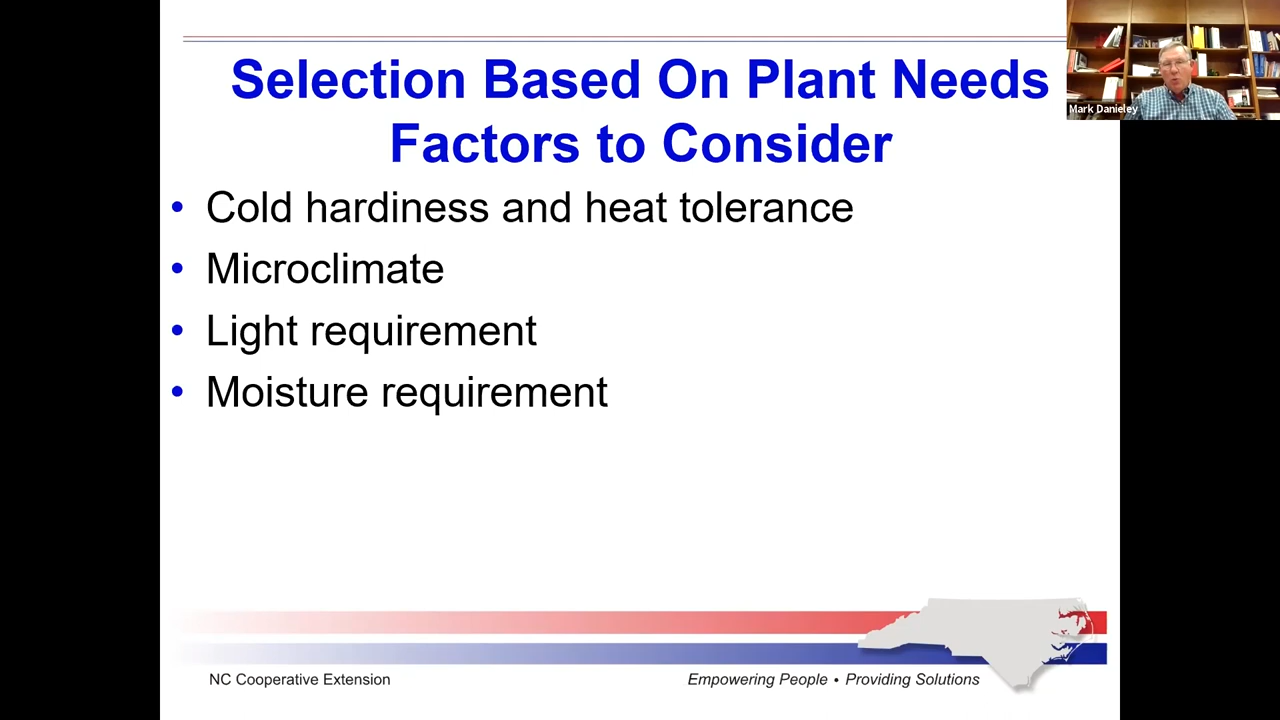 Selection Based On Plant Needs
Factors to Consider
• Cold hardiness and heat tolerance
• Microclimate
• Light requirement
• Moisture requirement
NC Cooperative Extension
Empowering People • Providing Solutions
Mark Danieley